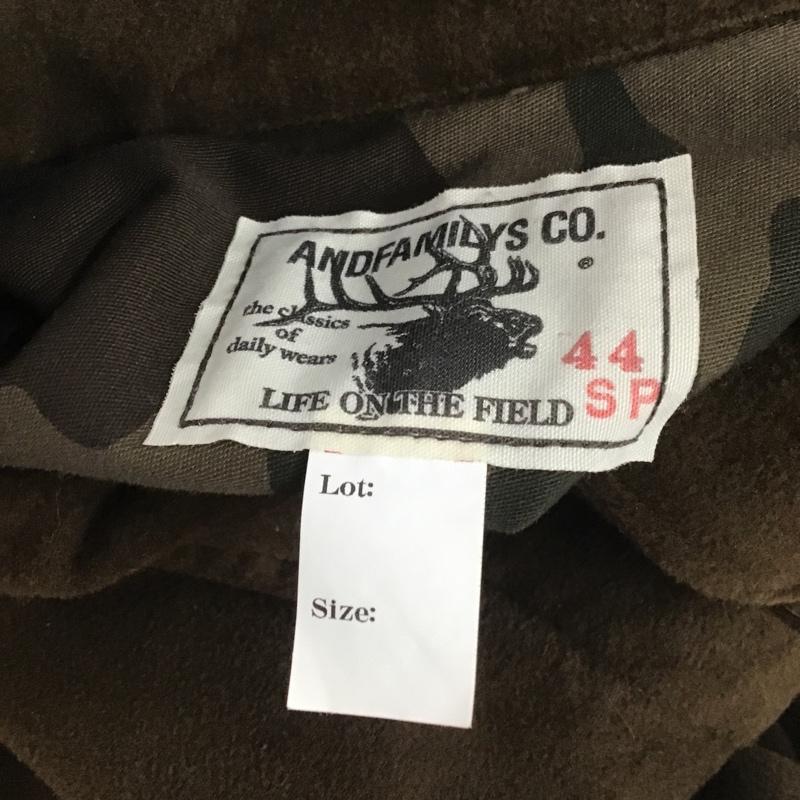 ANDFAMILYS CO.
®
the classics
of
daily wears
44
SP
LIFE ON THE FIELD
Lot:
Size: